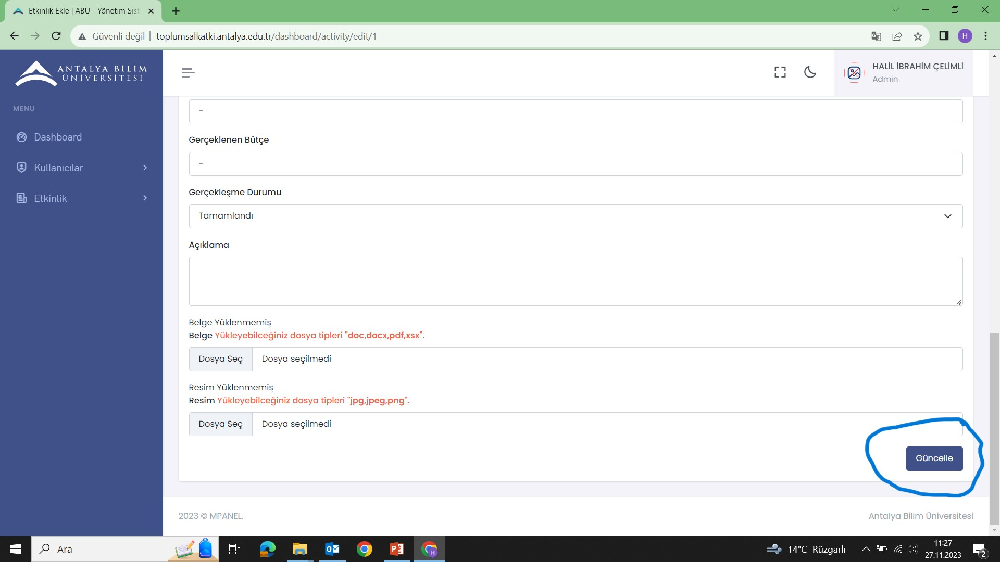 Etkinlik Ekle | ABU - Yönetim Sist
Güvenli değil | toplumsalkatki.antalya.edu.tr/dashboard/activity/edit/1
H
ANTALYA BİLİM
ÜNİVERSİTESİ
HALİL İBRAHİM ÇELİMLİ
Admin
MENU
Dashboard
Kullanıcılar
Etkinlik
-
Gerçeklenen Bütçe
-
Gerçekleşme Durumu
Tamamlandı
Açıklama
Belge Yüklenmemiş
Belge Yükleyebilceğiniz dosya tipleri "doc,docx,pdf,xsx".
Dosya Seç Dosya seçilmedi
Resim Yüklenmemiş
Resim Yükleyebilceğiniz dosya tipleri "jpg,jpeg,png".
Dosya Seç Dosya seçilmedi
Güncelle
2023 © MPANEL.
Antalya Bilim Üniversitesi
Ara
14°C Rüzgarlı
11:27
27.11.2023
2